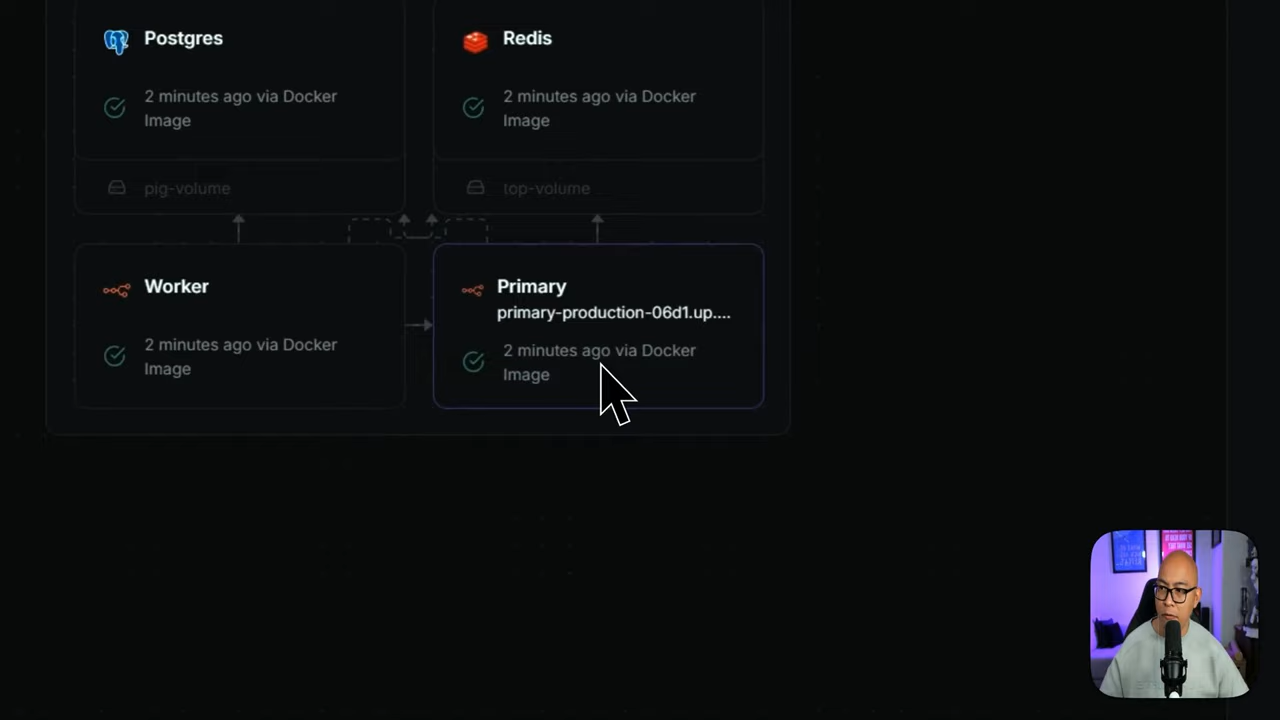 Postgres
2 minutes ago via Docker
Image
pig-volume
Redis
2 minutes ago via Docker
Image
top-volume
Worker
2 minutes ago via Docker
Image
Primary
primary-production-06d1.up....
2 minutes ago via Docker
Image